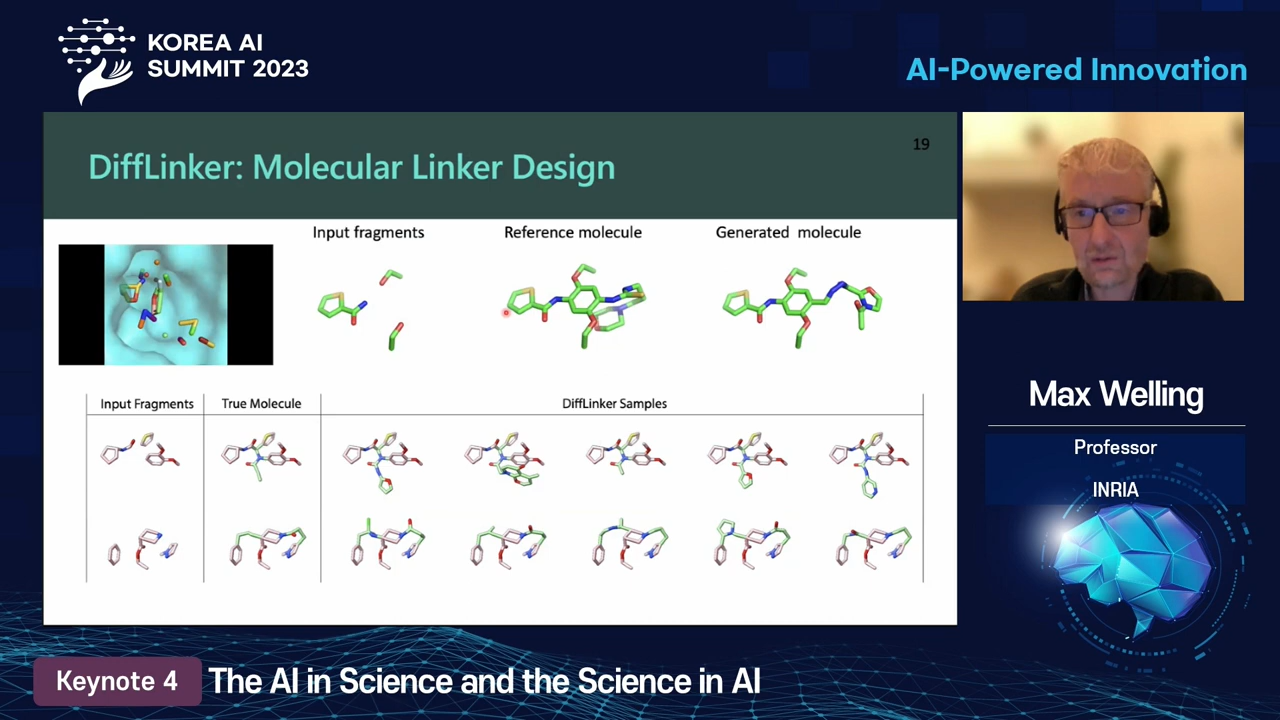 KOREA AI
SUMMIT 2023
AI-Powered Innovation
DiffLinker: Molecular Linker Design
19
Input fragments
Reference molecule
Generated molecule
Input Fragments
True Molecule
DiffLinker Samples
Max Welling
Professor
INRIA
Keynote 4
The AI in Science and the Science in AI